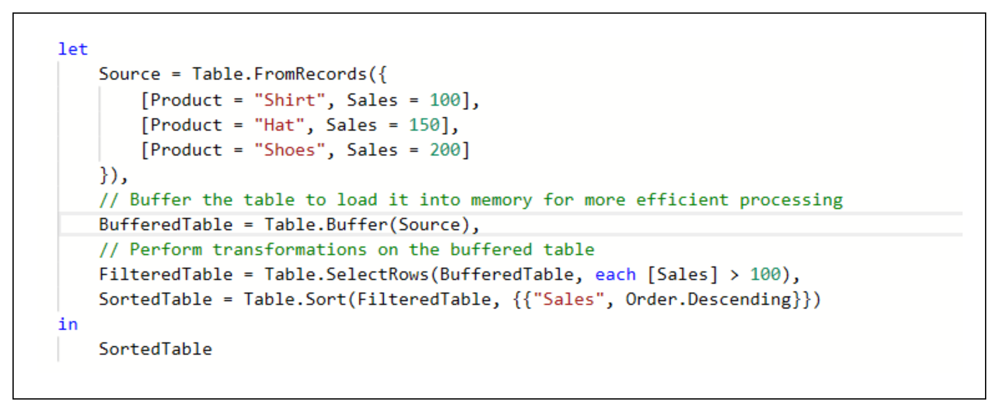 let
    Source = Table.FromRecords({
        [Product = "Shirt", Sales = 100],
        [Product = "Hat", Sales = 150],
        [Product = "Shoes", Sales = 200]
    }),
    // Buffer the table to load it into memory for more efficient processing
    BufferedTable = Table.Buffer(Source),
    // Perform transformations on the buffered table
    FilteredTable = Table.SelectRows(BufferedTable, each [Sales] > 100),
    SortedTable = Table.Sort(FilteredTable, {{"Sales", Order.Descending}})
in
    SortedTable